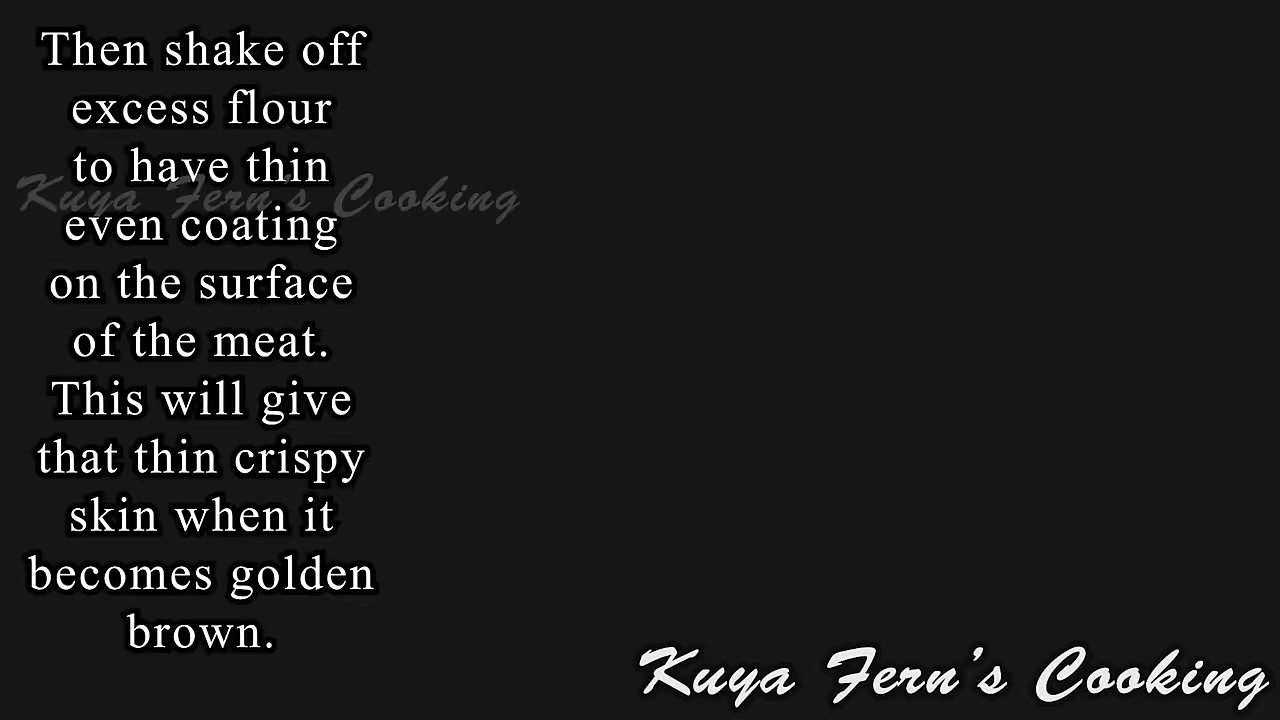 Then shake off
excess flour
to have thin
Kuya Fern's Cooking
even coating
on the surface
of the meat.
This will give
that thin crispy
skin when it
becomes golden
brown.
Kuya Fern's Cooking